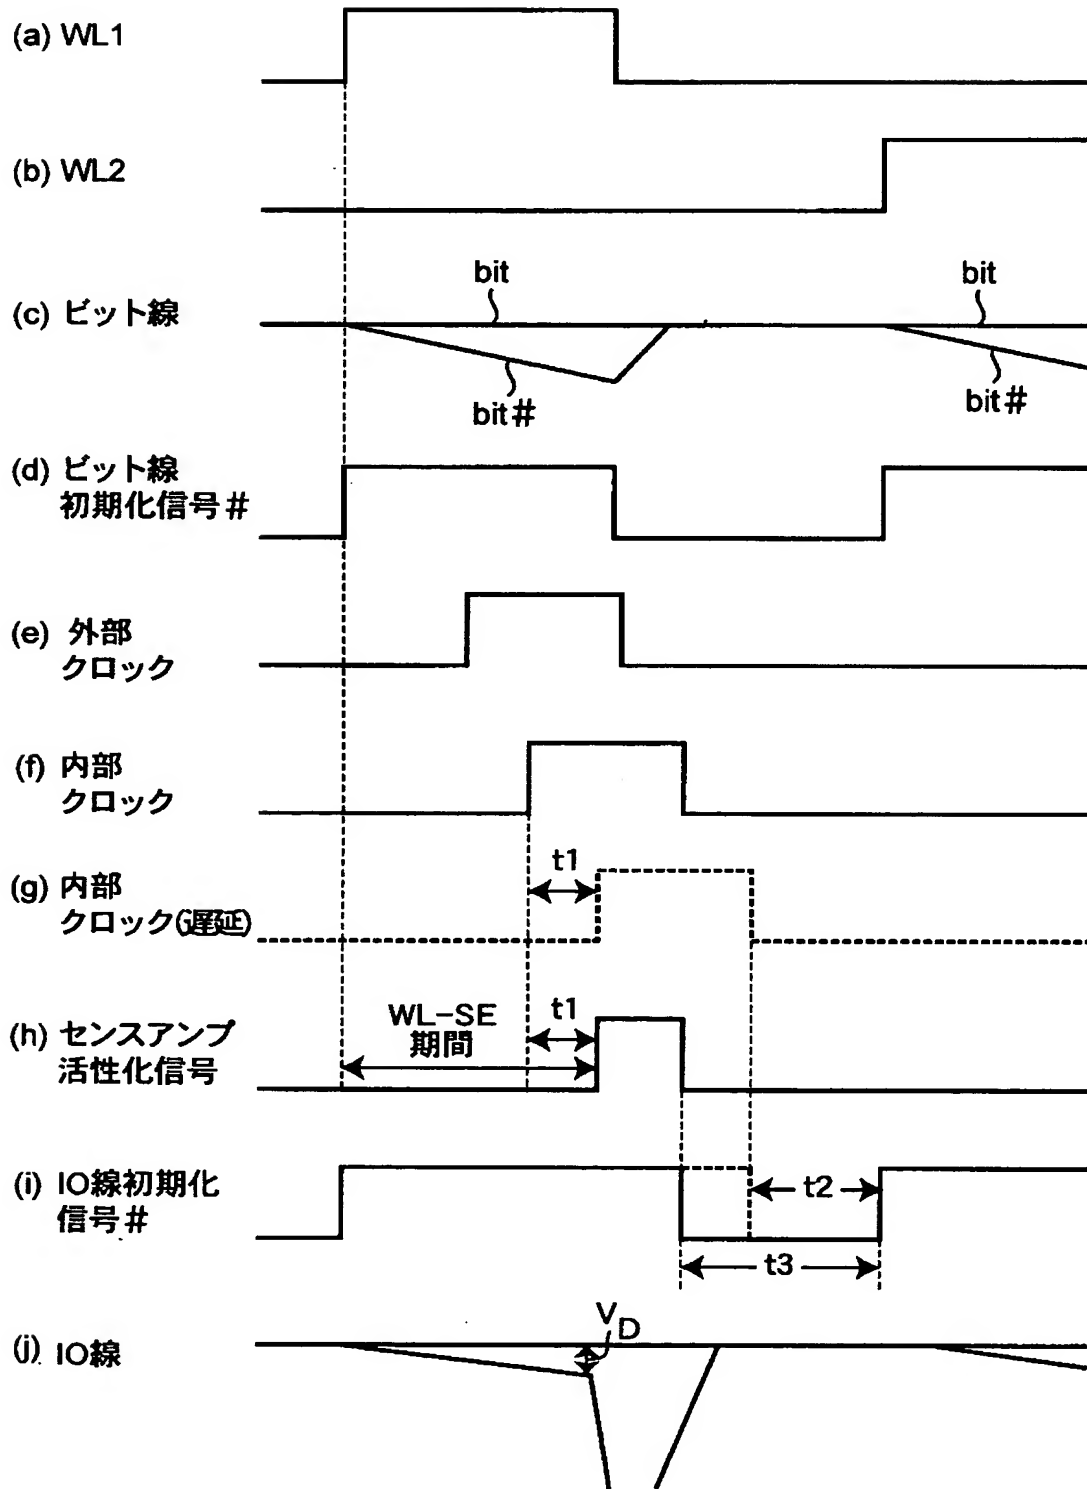 (a) WL1
(b) WL2
bit
bit
(c) ビット線
bit#
bit#
(d) ビット線
初期化信号#
(e) 外部
クロック
(f) 内部
クロック
t1
(g) 内部
クロック(遅延)
t1
WL-SE
期間
(h) センスアンプ
活性化信号
(i) IO線初期化
信号#
t2
t3
VD
(j) IO線